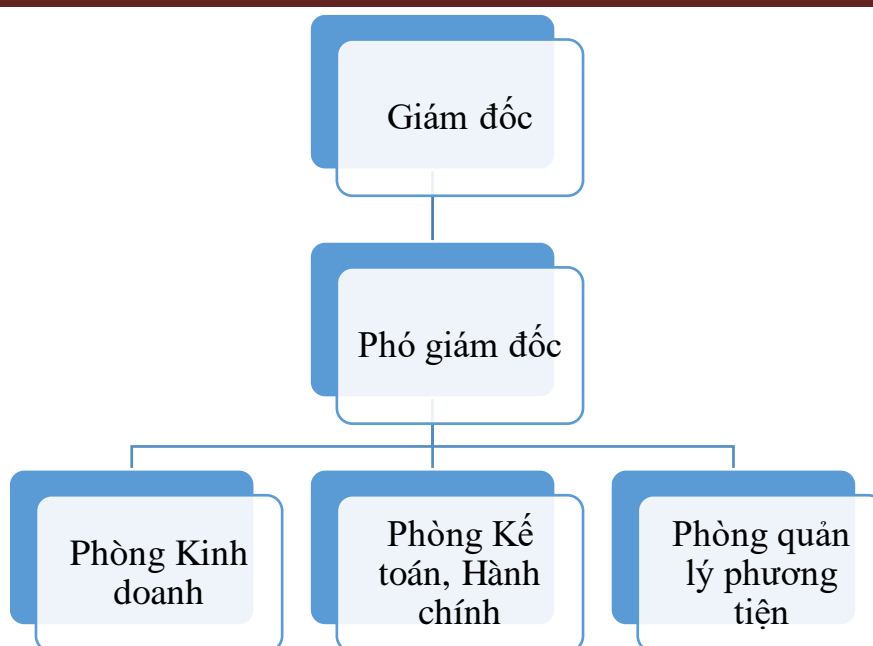 Giám đốc
Phó giám đốc
Phòng Kinh
doanh
Phòng Kế
toán, Hành
chính
Phòng quản
lý phương
tiện